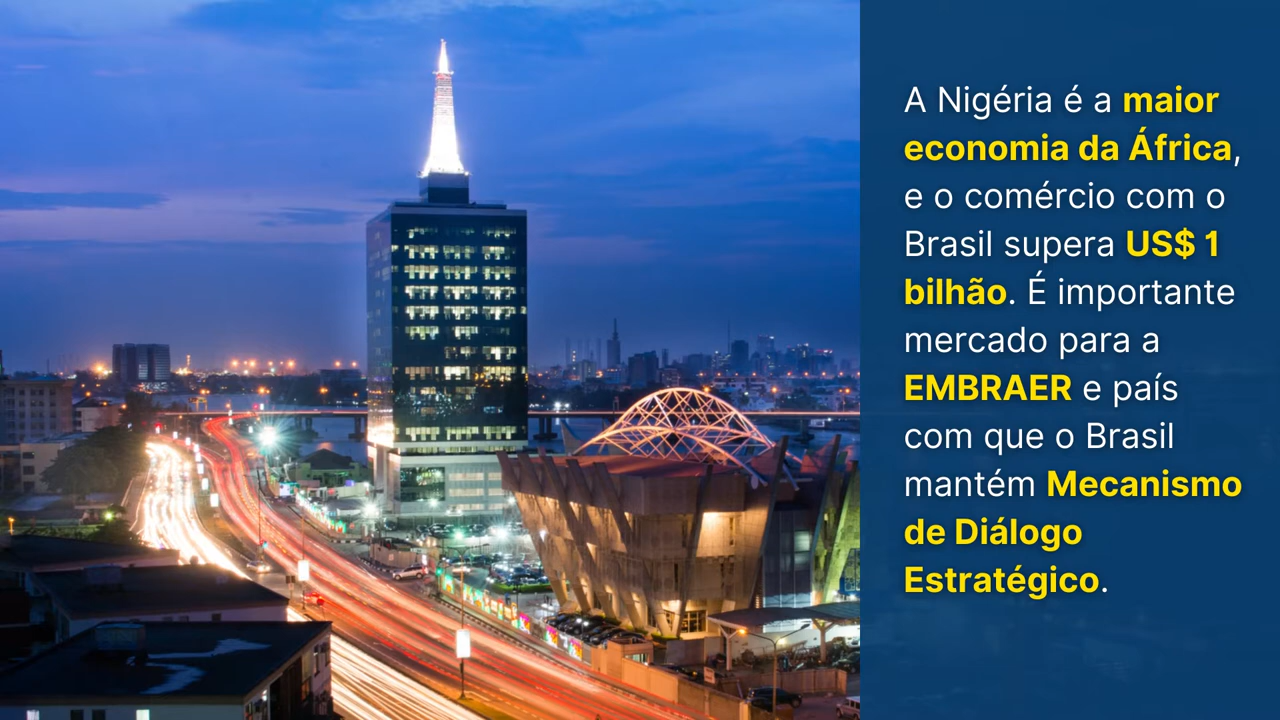 A Nigéria é a maior
economia da África,
e o comércio com o
Brasil supera US$ 1
bilhão. É importante
mercado para a
EMBRAER e país
com que o Brasil
mantém Mecanismo
de Diálogo
Estratégico.